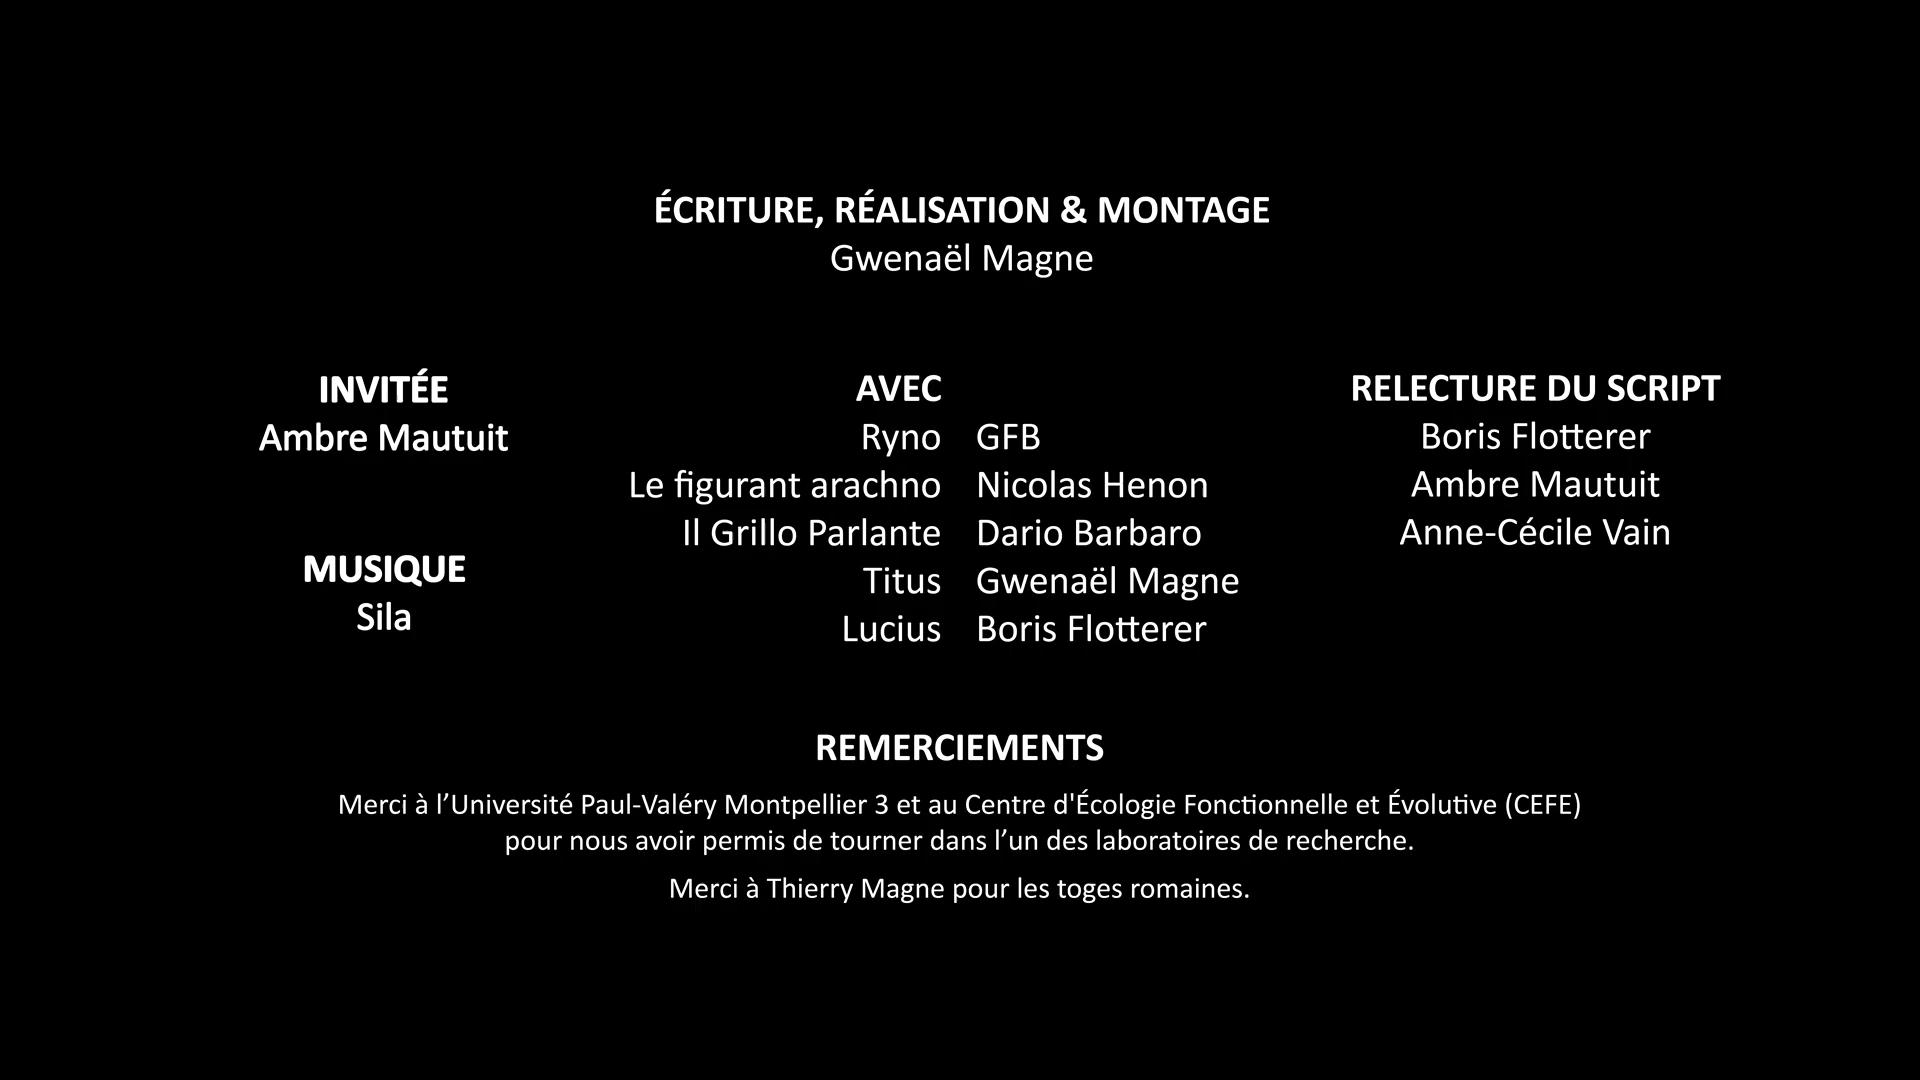 ÉCRITURE, RÉALISATION & MONTAGE
Gwenaël Magne
INVITÉE
Ambre Mautuit
MUSIQUE
Sila
AVEC
Ryno GFB
Le figurant arachno Nicolas Henon
Il Grillo Parlante Dario Barbaro
Titus Gwenaël Magne
Lucius Boris Flotterer
RELECTURE DU SCRIPT
Boris Flotterer
Ambre Mautuit
Anne-Cécile Vain
REMERCIEMENTS
Merci à l’Université Paul-Valéry Montpellier 3 et au Centre d'Écologie Fonctionnelle et Évolutive (CEFE)
pour nous avoir permis de tourner dans l’un des laboratoires de recherche.
Merci à Thierry Magne pour les toges romaines.